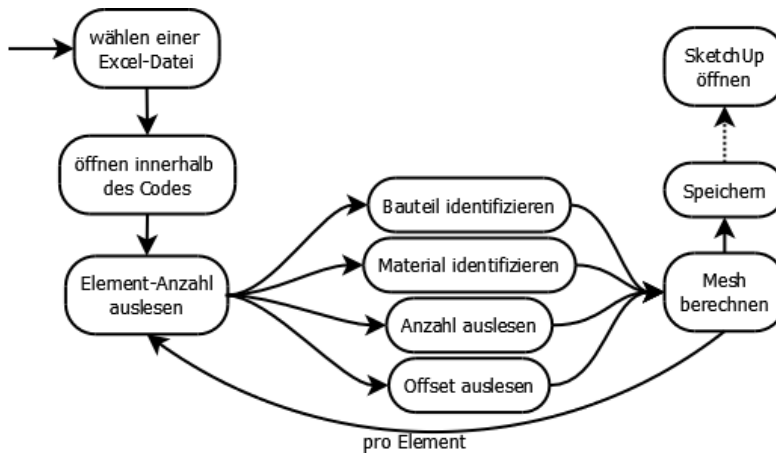 wählen einer
Excel-Datei
öffnen innerhalb
des Codes
Element-Anzahl
auslesen
Bauteil identifizieren
Material identifizieren
Anzahl auslesen
Offset auslesen
Mesh
berechnen
Speichern
SketchUp
öffnen
pro Element